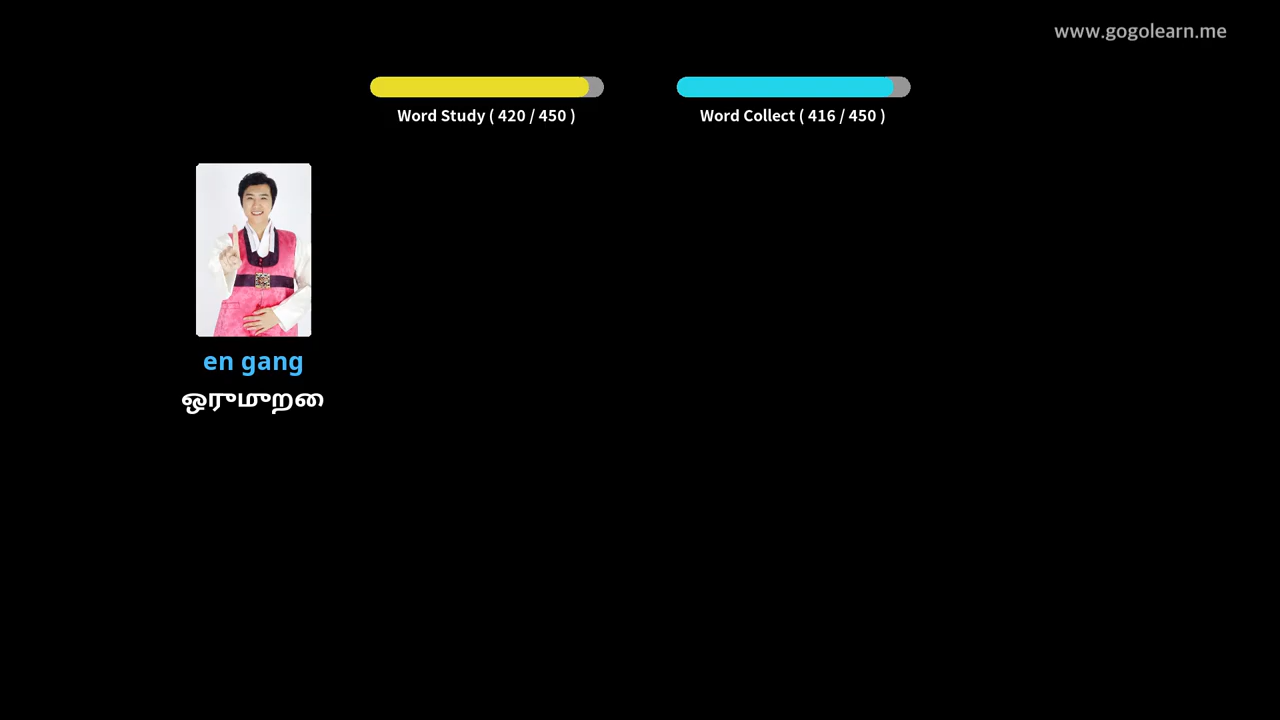 www.gogolearn.me
Word Study ( 420 / 450 )
Word Collect ( 416 / 450 )
en gang
ஒருமுறை